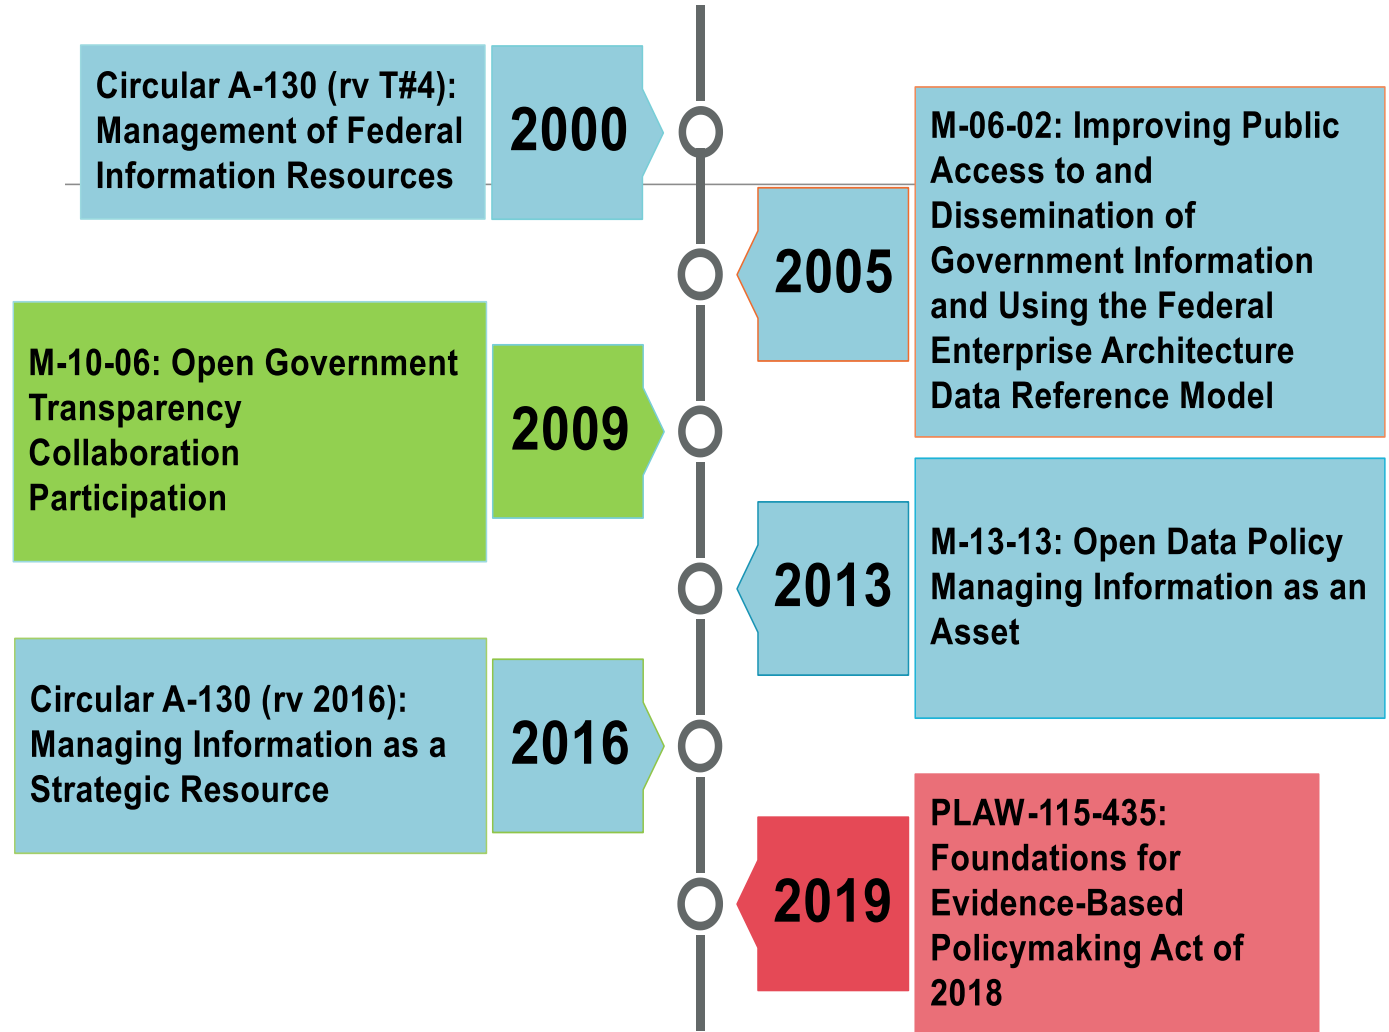 Circular A-130 (rv T#4):
Management of Federal
Information Resources
2000
M-06-02: Improving Public
Access to and
Dissemination of
Government Information
and Using the Federal
Enterprise Architecture
Data Reference Model
2005
M-10-06: Open Government
Transparency
Collaboration
Participation
2009
M-13-13: Open Data Policy
Managing Information as an
Asset
2013
Circular A-130 (rv 2016):
Managing Information as a
Strategic Resource
2016
PLAW-115-435:
Foundations for
Evidence-Based
Policymaking Act of
2018
2019